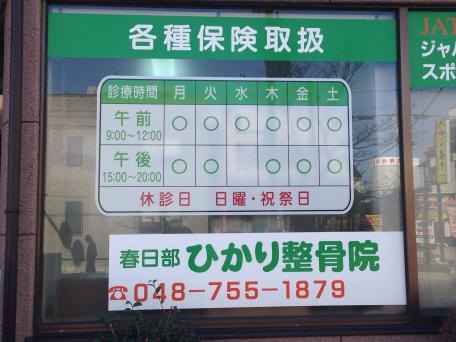 各種保険取扱
診療時間 月 火 水 木 金 土
午前 9:00〜12:00 ○ ○ ○ ○ ○ ○
午後 15:00〜20:00 ○ ○ ○ ○ ○
休診日 日曜・祝祭日
春日部 ひかり整骨院
☎048-755-1879
JAT
ジャパ
スポ